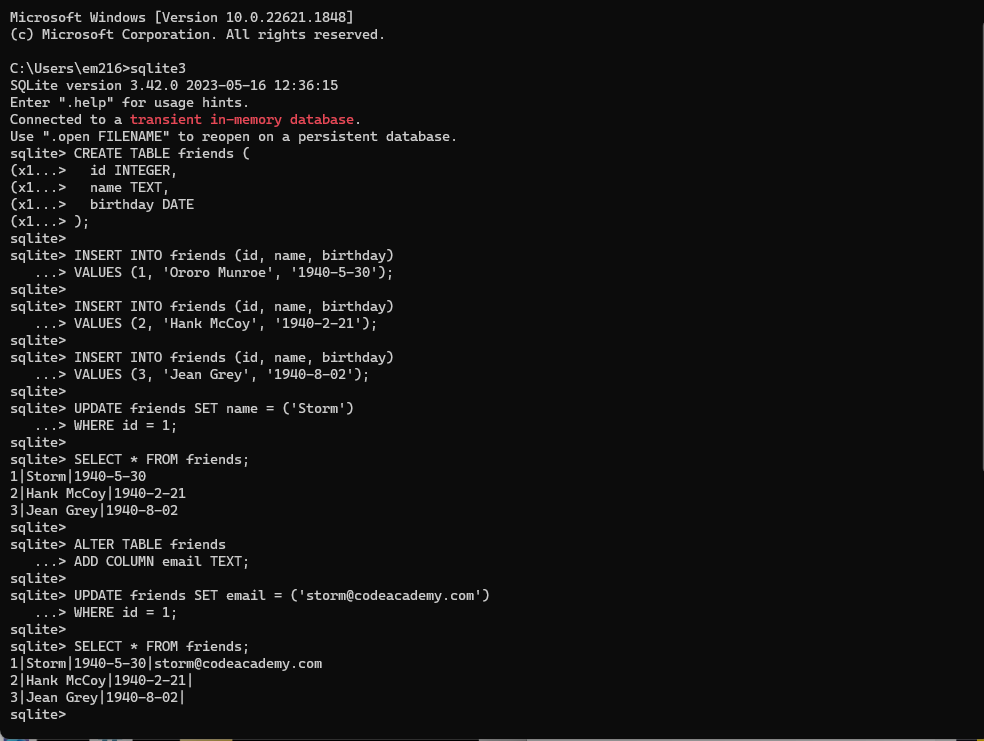 Microsoft Windows [Version 10.0.22621.1848]
(c) Microsoft Corporation. All rights reserved.

C:\Users\em216>sqlite3
SQLite version 3.42.0 2023-05-16 12:36:15
Enter ".help" for usage hints.
Connected to a transient in-memory database.
Use ".open FILENAME" to reopen on a persistent database.
sqlite> CREATE TABLE friends (
(x1...>   id INTEGER,
(x1...>   name TEXT,
(x1...>   birthday DATE
(x1...> );
sqlite>
sqlite> INSERT INTO friends (id, name, birthday)
   ...> VALUES (1, 'Ororo Munroe', '1940-5-30');
sqlite>
sqlite> INSERT INTO friends (id, name, birthday)
   ...> VALUES (2, 'Hank McCoy', '1940-2-21');
sqlite>
sqlite> INSERT INTO friends (id, name, birthday)
   ...> VALUES (3, 'Jean Grey', '1940-8-02');
sqlite>
sqlite> UPDATE friends SET name = ('Storm')
   ...> WHERE id = 1;
sqlite>
sqlite> SELECT * FROM friends;
1|Storm|1940-5-30
2|Hank McCoy|1940-2-21
3|Jean Grey|1940-8-02
sqlite>
sqlite> ALTER TABLE friends
   ...> ADD COLUMN email TEXT;
sqlite>
sqlite> UPDATE friends SET email = ('storm@codeacademy.com')
   ...> WHERE id = 1;
sqlite>
sqlite> SELECT * FROM friends;
1|Storm|1940-5-30|storm@codeacademy.com
2|Hank McCoy|1940-2-21|
3|Jean Grey|1940-8-02|
sqlite>